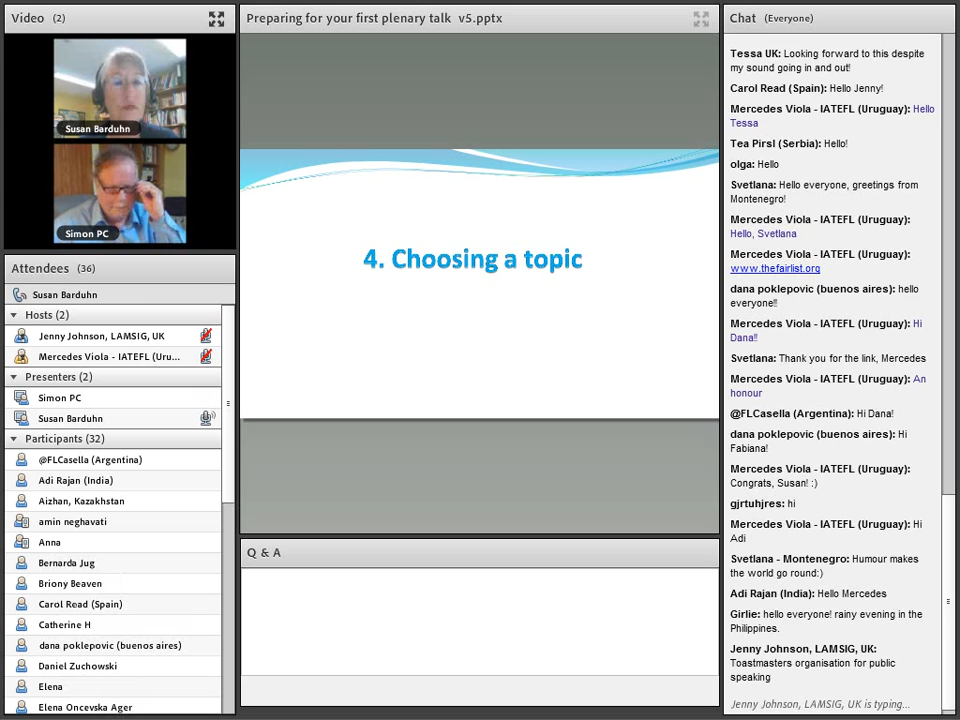 Video (2)
Susan Barduhn
Simon PC
Attendees (36)
Susan Barduhn
Hosts (2)
Jenny Johnson, LAMSIG, UK
Mercedes Viola - IATEFL (Uru...
Presenters (2)
Simon PC
Susan Barduhn
Participants (32)
@FLCasella (Argentina)
Adi Rajan (India)
Aizhan, Kazakhstan
amin neghavati
Anna
Bernarda Jug
Briony Beaven
Carol Read (Spain)
Catherine H
dana poklepovic (buenos aires)
Daniel Zuchowski
Elena
Elena Oncevska Ager
Preparing for your first plenary talk v5.pptx
4. Choosing a topic
Q & A
Chat (Everyone)
Tessa UK: Looking forward to this despite
my sound going in and out!
Carol Read (Spain): Hello Jenny!
Mercedes Viola - IATEFL (Uruguay): Hello
Tessa
Tea Pirsl (Serbia): Hello!
olga: Hello
Svetlana: Hello everyone, greetings from
Montenegro!
Mercedes Viola - IATEFL (Uruguay):
Hello, Svetlana
Mercedes Viola - IATEFL (Uruguay):
www.thefairlist.org
dana poklepovic (buenos aires): hello
everyone!!
Mercedes Viola - IATEFL (Uruguay): Hi
Dana!!
Svetlana: Thank you for the link, Mercedes
Mercedes Viola - IATEFL (Uruguay): An
honour
@FLCasella (Argentina): Hi Dana!
dana poklepovic (buenos aires): Hi
Fabiana!
Mercedes Viola - IATEFL (Uruguay):
Congrats, Susan! :)
gjrtuhjres: hi
Mercedes Viola - IATEFL (Uruguay): Hi
Adi
Svetlana - Montenegro: Humour makes
the world go round:)
Adi Rajan (India): Hello Mercedes
Girlie: hello everyone! rainy evening in the
Philippines.
Jenny Johnson, LAMSIG, UK:
Toastmasters organisation for public
speaking
Jenny Johnson, LAMSIG, UK is typing...